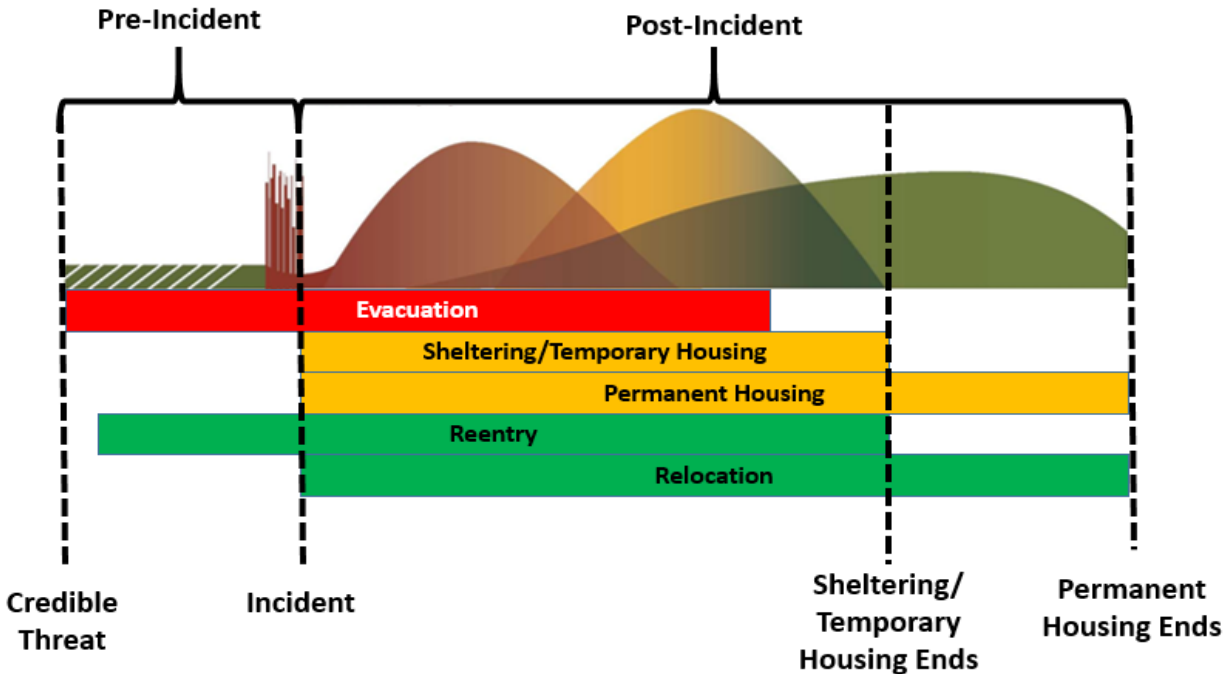 Pre-Incident
Post-Incident
Evacuation
Sheltering/Temporary Housing
Permanent Housing
Reentry
Relocation
Credible
Threat
Incident
Sheltering/
Temporary
Housing Ends
Permanent
Housing Ends